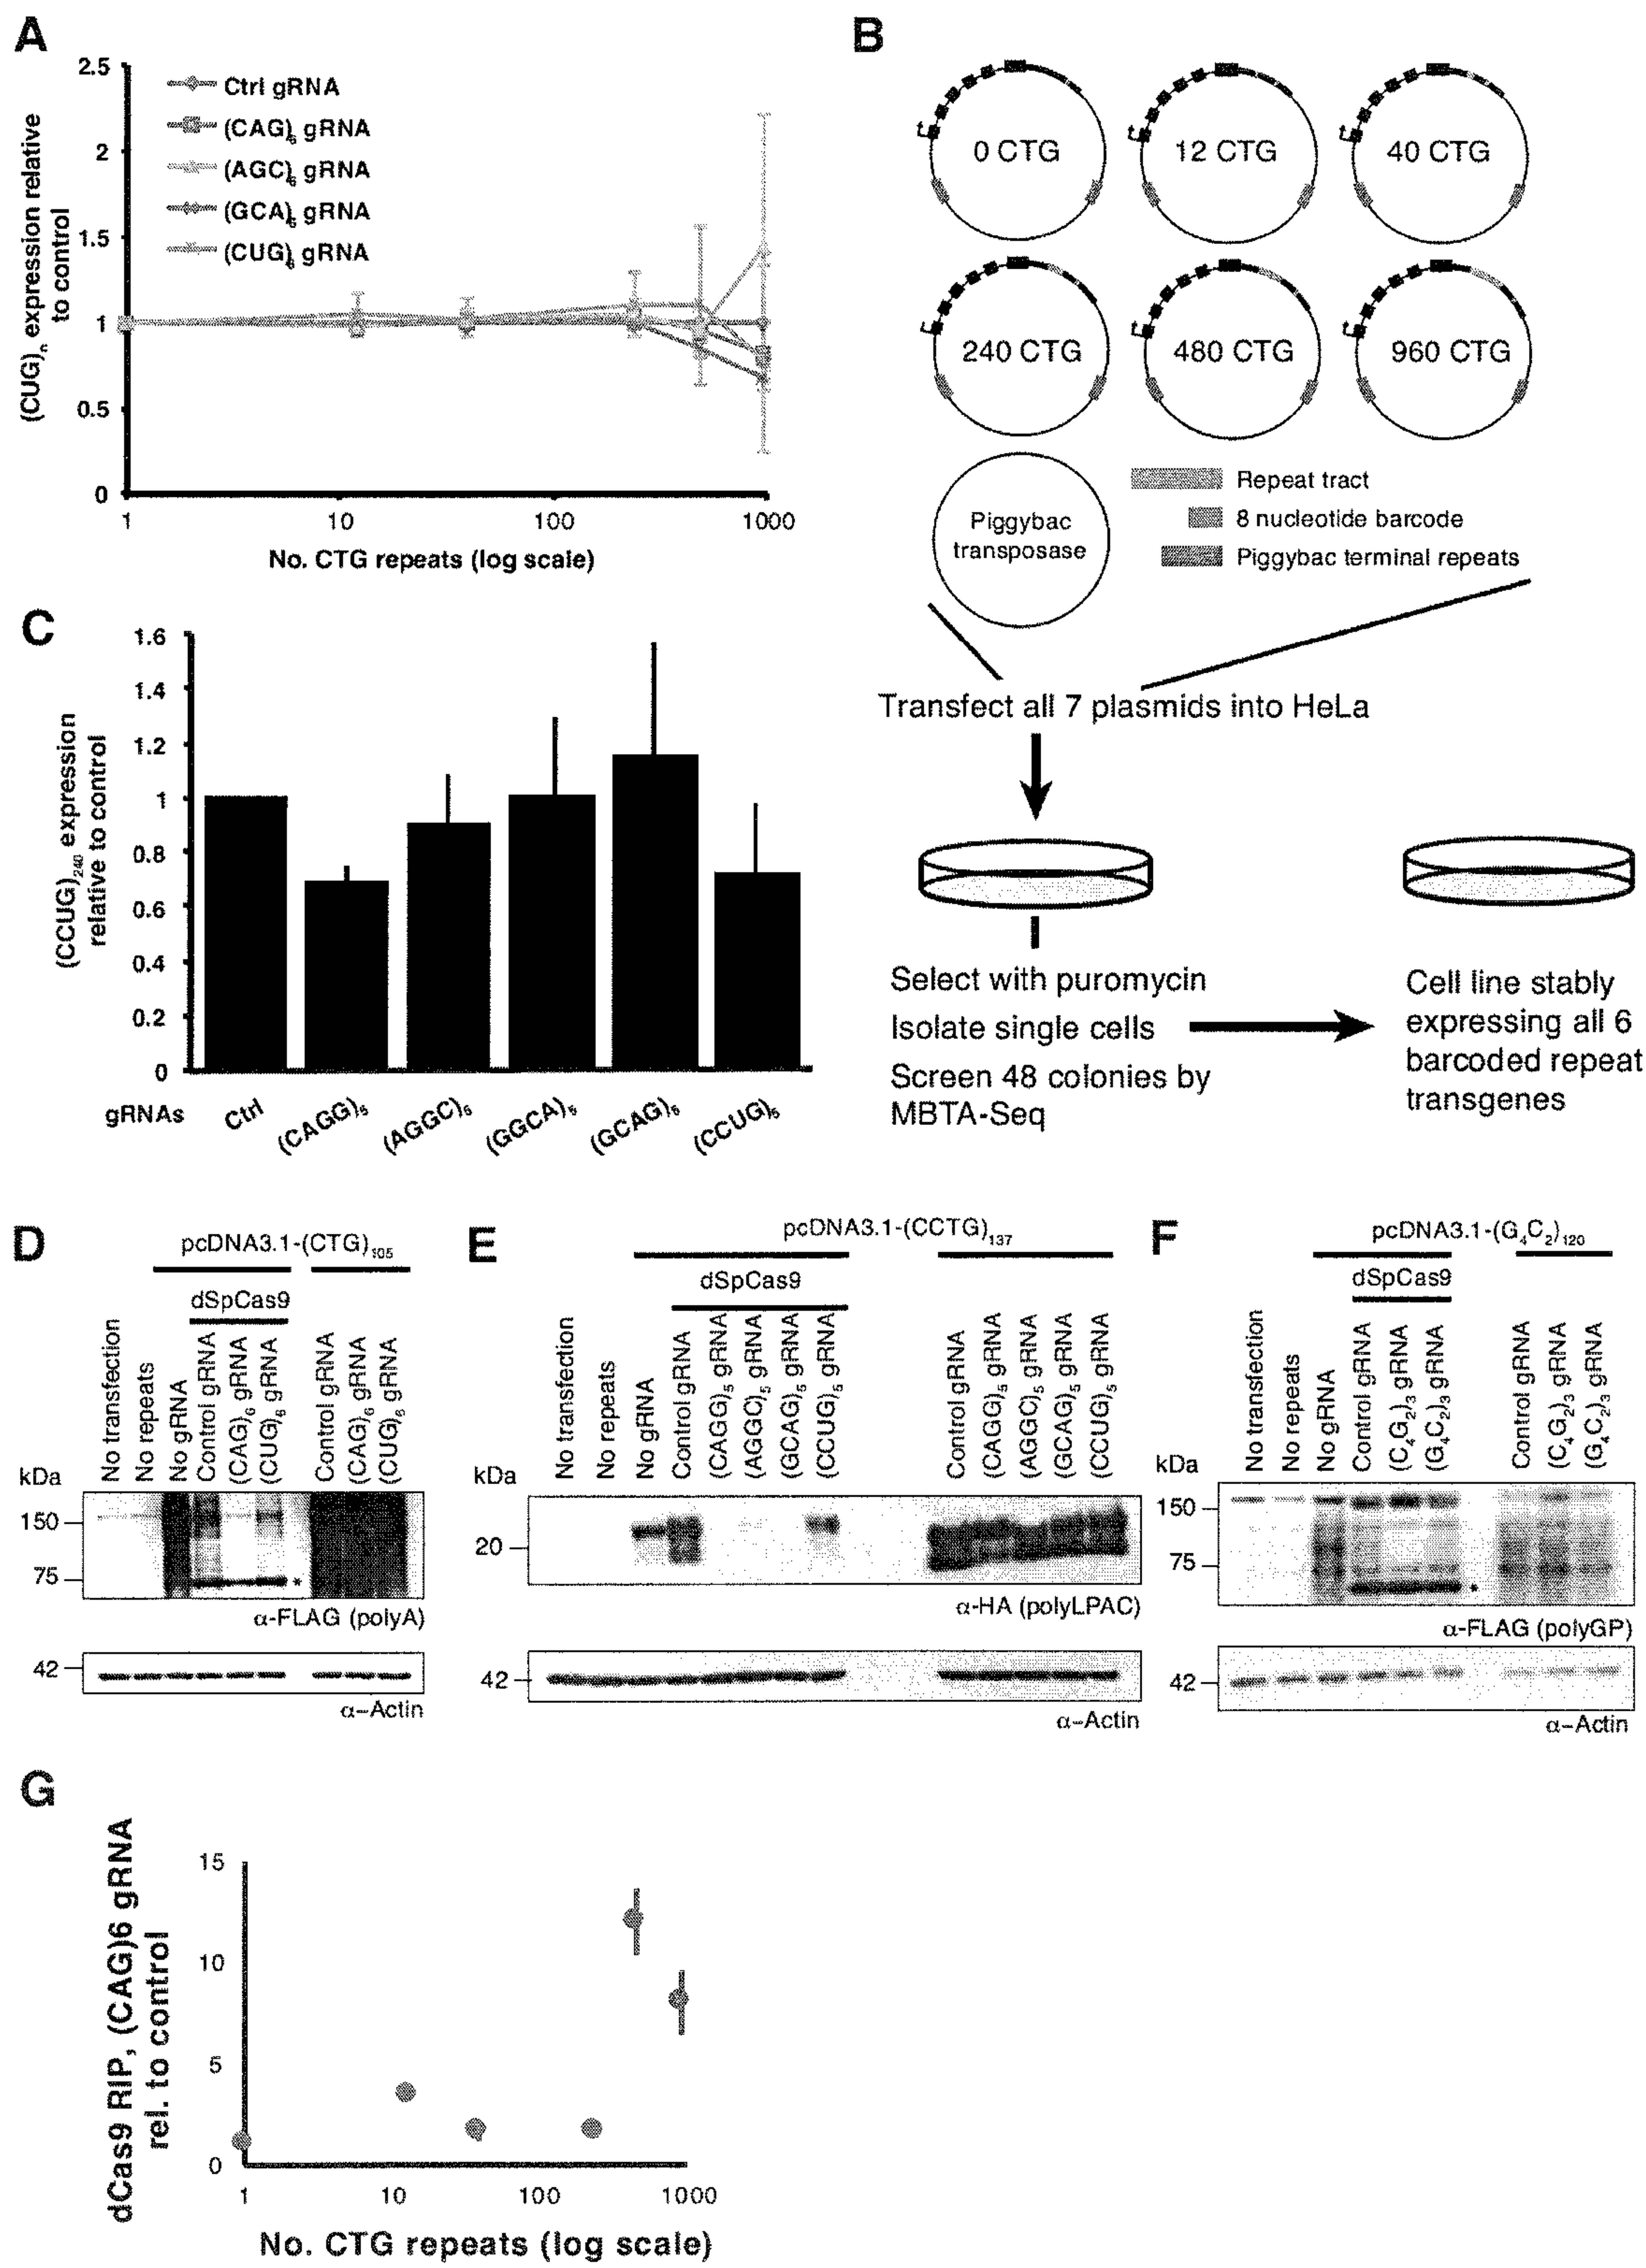 A
2.5
2
1.5
1
0.5
0
(CUG)n expression relative
to control
Ctrl gRNA
(CAG)6 gRNA
(AGC)6 gRNA
(GCA)6 gRNA
(CUG)6 gRNA
1
10
100
1000
No. CTG repeats (log scale)
B
0 CTG
12 CTG
40 CTG
240 CTG
480 CTG
960 CTG
Piggybac
transposase
Repeat tract
8 nucleotide barcode
Piggybac terminal repeats
Transfect all 7 plasmids into HeLa
Select with puromycin
Isolate single cells
Screen 48 colonies by
MBTA-Seq
Cell line stably
expressing all 6
barcoded repeat
transgenes
C
1.6
1.4
1.2
1
0.8
0.6
0.4
0.2
0
(CCUG)240 expression
relative to control
gRNAs
Ctrl
(CAGG)5
(AGGC)5
(GGCA)5
(GCAG)5
(CCUG)5
D
pcDNA3.1-(CTG)105
dSpCas9
No transfection
No repeats
No gRNA
Control gRNA
(CAG)6 gRNA
(CUG)6 gRNA
Control gRNA
(CAG)6 gRNA
(CUG)6 gRNA
kDa
150
75
*
α-FLAG (polyA)
42
α-Actin
E
pcDNA3.1-(CCTG)137
dSpCas9
No transfection
No repeats
No gRNA
Control gRNA
(CAGG)5 gRNA
(AGGC)5 gRNA
(GCAG)5 gRNA
(CCUG)5 gRNA
Control gRNA
(CAGG)5 gRNA
(AGGC)5 gRNA
(GCAG)5 gRNA
(CCUG)5 gRNA
kDa
20
α-HA (polyLPAC)
42
α-Actin
F
pcDNA3.1-(G4C2)120
dSpCas9
No transfection
No repeats
No gRNA
Control gRNA
(C4G2)3 gRNA
(G4C2)3 gRNA
Control gRNA
(C4G2)3 gRNA
(G4C2)3 gRNA
kDa
150
75
*
α-FLAG (polyGP)
42
α-Actin
G
15
10
5
0
dCas9 RIP, (CAG)6 gRNA
rel. to control
1
10
100
1000
No. CTG repeats (log scale)